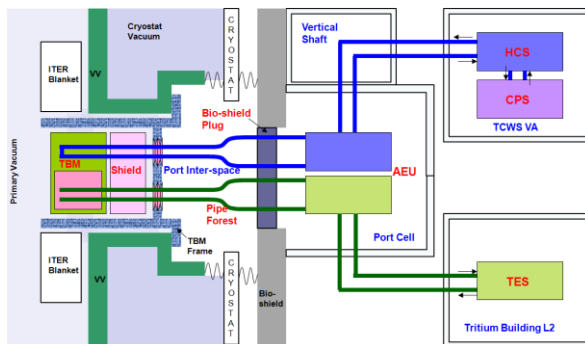 Cryostat
Vacuum
CRYOSTAT
Vertical
Shaft
HCS
CPS
TCWS VA
ITER
Blanket
VV
Bio-shield
Plug
Primary Vacuum
TBM
Shield
Port Inter-space
AEU
Pipe
Forest
Port Cell
TBM
Frame
ITER
Blanket
VV
CRYOSTAT
Bio-
shield
TES
Tritium Building L2